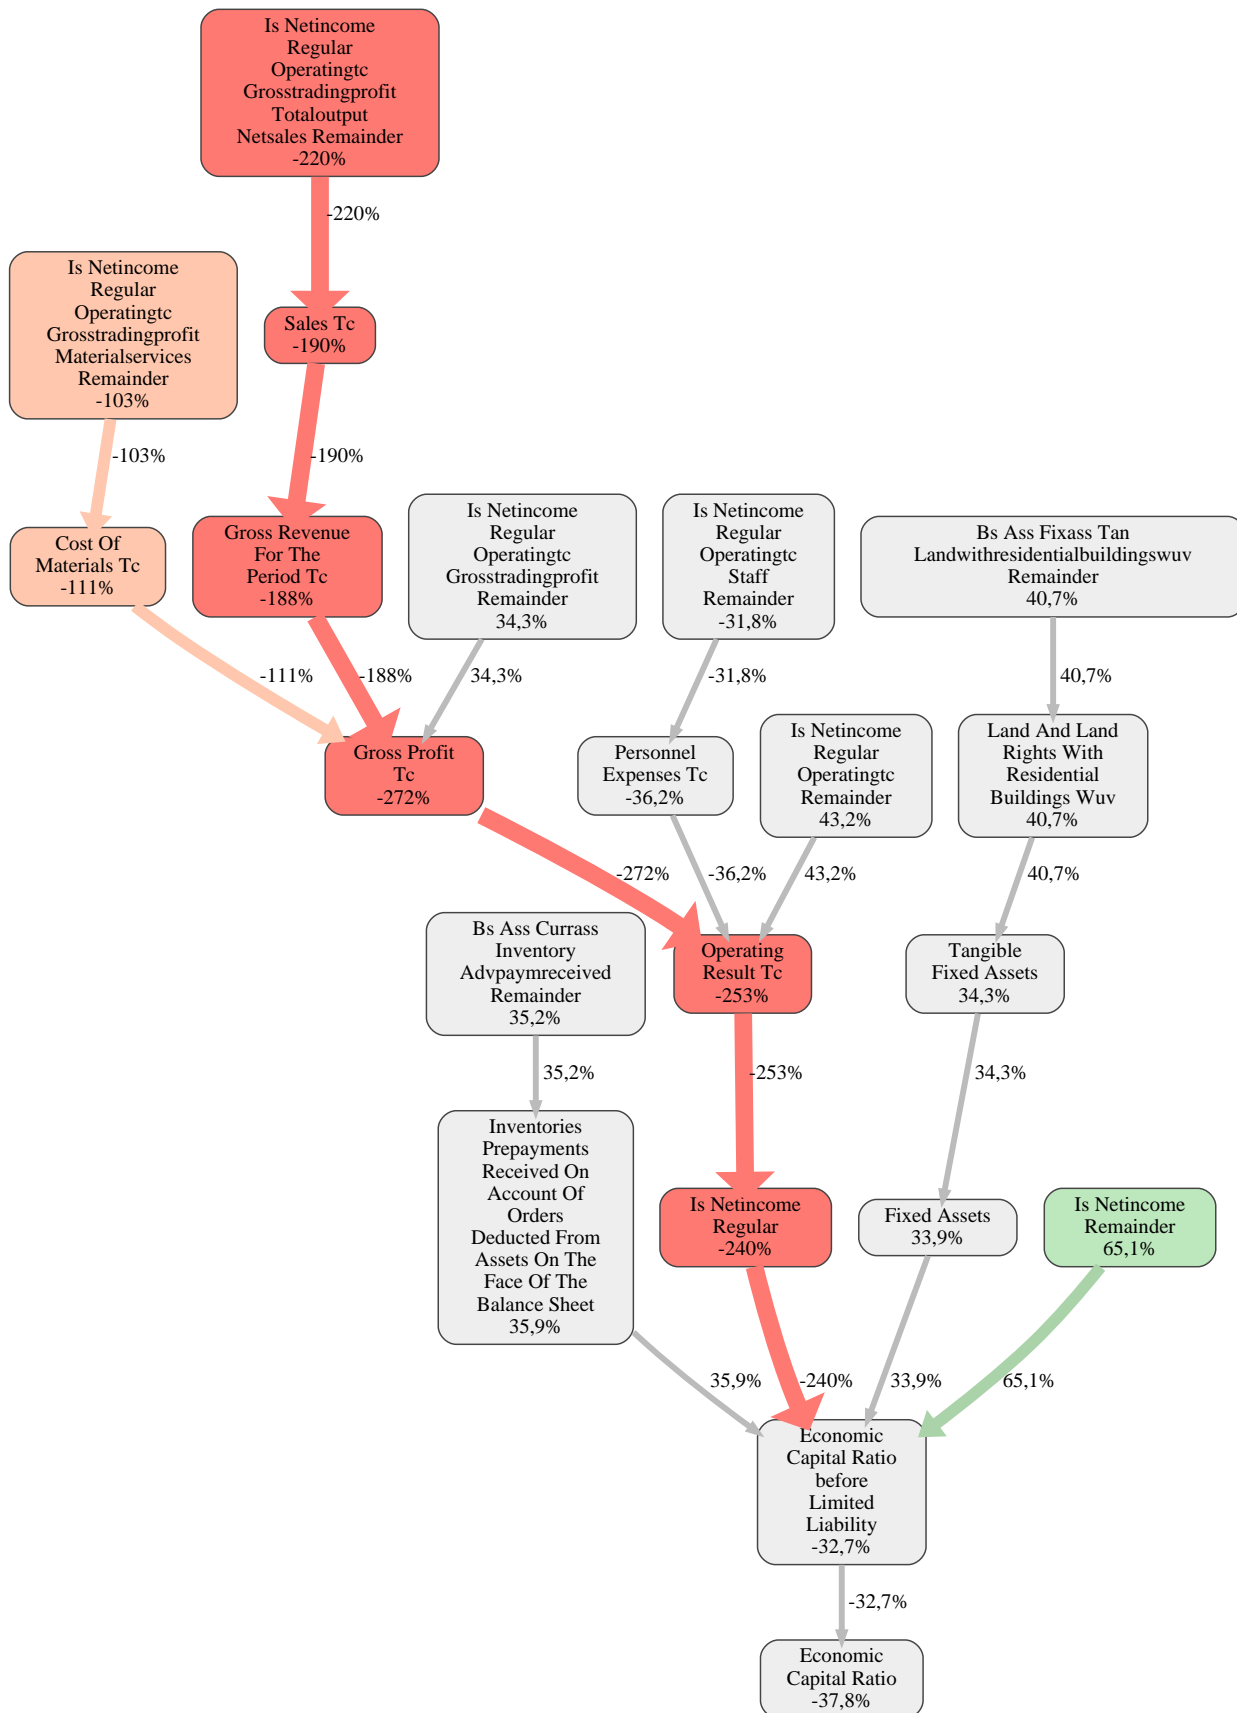 Is Netincome
Regular
Operatingtc
Grosstradingprofit
Totaloutput
Netsales Remainder
-220%
-220%
Is Netincome
Regular
Operatingtc
Grosstradingprofit
Materialservices
Remainder
-103%
Sales Tc
-190%
-103%
-190%
Cost Of
Materials Tc
-111%
Gross Revenue
For The
Period Tc
-188%
Is Netincome
Regular
Operatingtc
Grosstradingprofit
Remainder
34,3%
Is Netincome
Regular
Operatingtc
Staff
Remainder
-31,8%
Bs Ass Fixass Tan
Landwithresidentialbuildingswuv
Remainder
40,7%
-111%
-188%
34,3%
-31,8%
40,7%
Gross Profit
Tc
-272%
Personnel
Expenses Tc
-36,2%
Is Netincome
Regular
Operatingtc
Remainder
43,2%
Land And Land
Rights With
Residential
Buildings Wuv
40,7%
-272%
-36,2%
43,2%
40,7%
Bs Ass Currass
Inventory
Advpaymreceived
Remainder
35,2%
Operating
Result Tc
-253%
Tangible
Fixed Assets
34,3%
35,2%
-253%
34,3%
Inventories
Prepayments
Received On
Account Of
Orders
Deducted From
Assets On The
Face Of The
Balance Sheet
35,9%
Is Netincome
Regular
-240%
Fixed Assets
33,9%
Is Netincome
Remainder
65,1%
35,9%
-240%
33,9%
65,1%
Economic
Capital Ratio
before
Limited
Liability
-32,7%
-32,7%
Economic
Capital Ratio
-37,8%